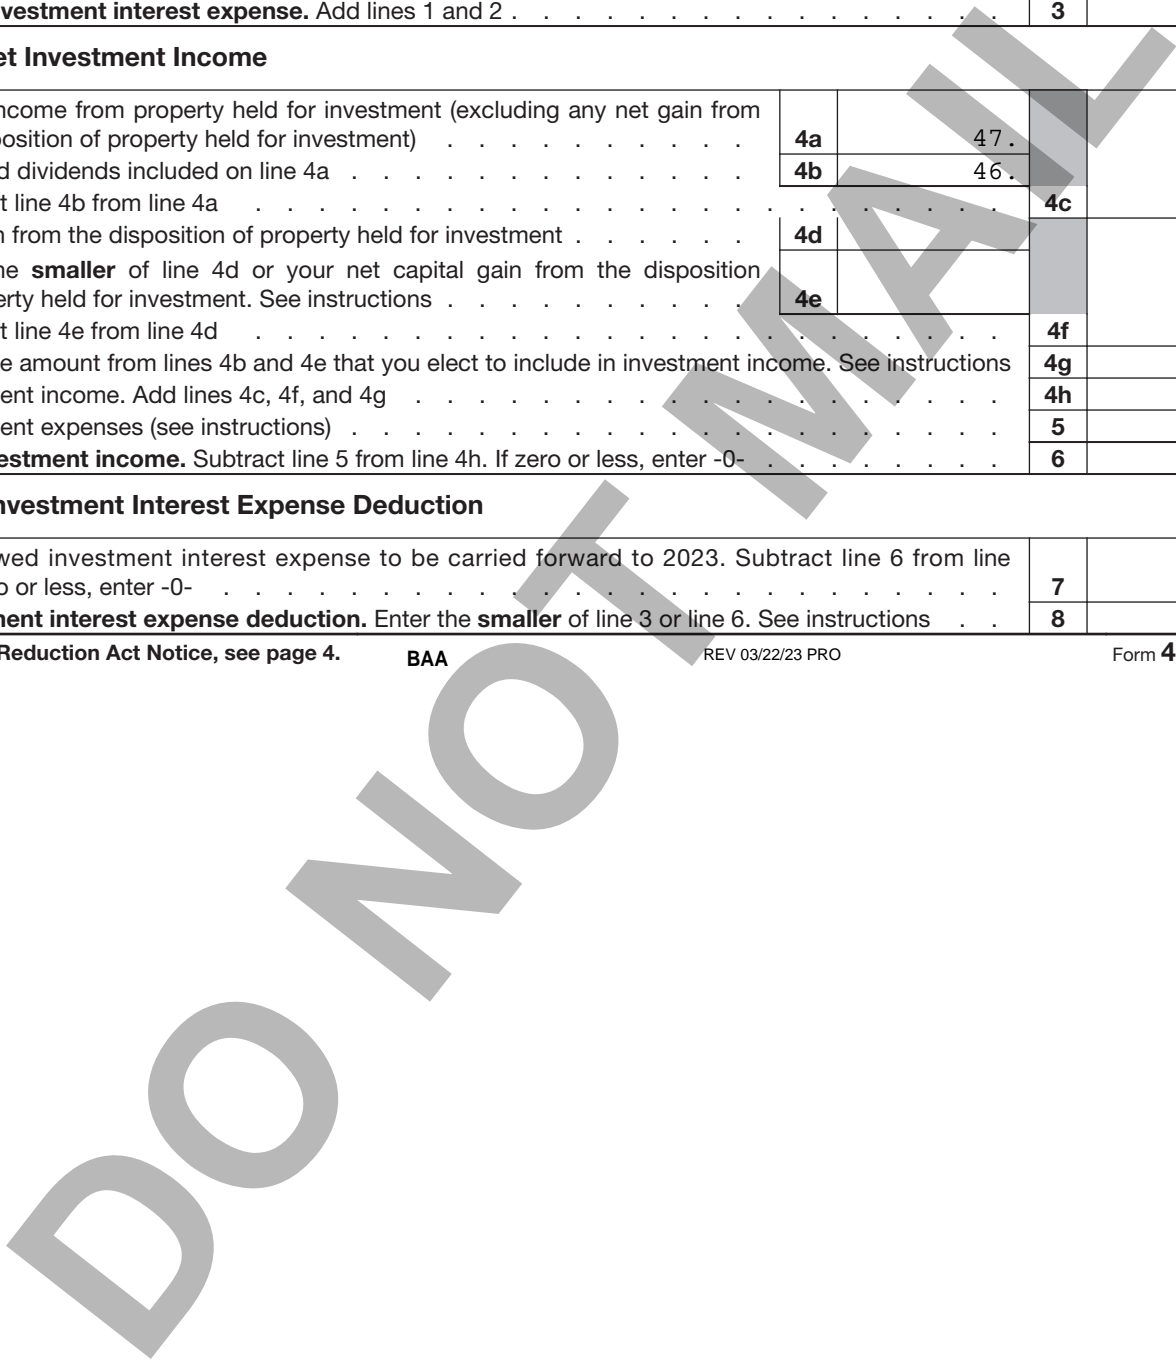 vestment interest expense. Add lines 1 and 2 . . . . . . . . . . . . . . . . 3
et Investment Income
ncome from property held for investment (excluding any net gain from
position of property held for investment) . . . . . . . . . . 4a 47.
d dividends included on line 4a . . . . . . . . . . . . . 4b 46.
t line 4b from line 4a . . . . . . . . . . . . . . . . . . . . . . . . 4c
n from the disposition of property held for investment . . . . . . 4d
he smaller of line 4d or your net capital gain from the disposition
erty held for investment. See instructions . . . . . . . . . . 4e
t line 4e from line 4d . . . . . . . . . . . . . . . . . . . . . . . . 4f
e amount from lines 4b and 4e that you elect to include in investment income. See instructions 4g
ent income. Add lines 4c, 4f, and 4g . . . . . . . . . . . . . . . . . . . 4h
ent expenses (see instructions) . . . . . . . . . . . . . . . . . . . . . 5
estment income. Subtract line 5 from line 4h. If zero or less, enter -0- . . . . . . . . 6
nvestment Interest Expense Deduction
wed investment interest expense to be carried forward to 2023. Subtract line 6 from line
o or less, enter -0- . . . . . . . . . . . . . . . . . . . . . . . . . 7
ment interest expense deduction. Enter the smaller of line 3 or line 6. See instructions . . 8
Reduction Act Notice, see page 4. BAA REV 03/22/23 PRO Form 4
DO NOT MAIL